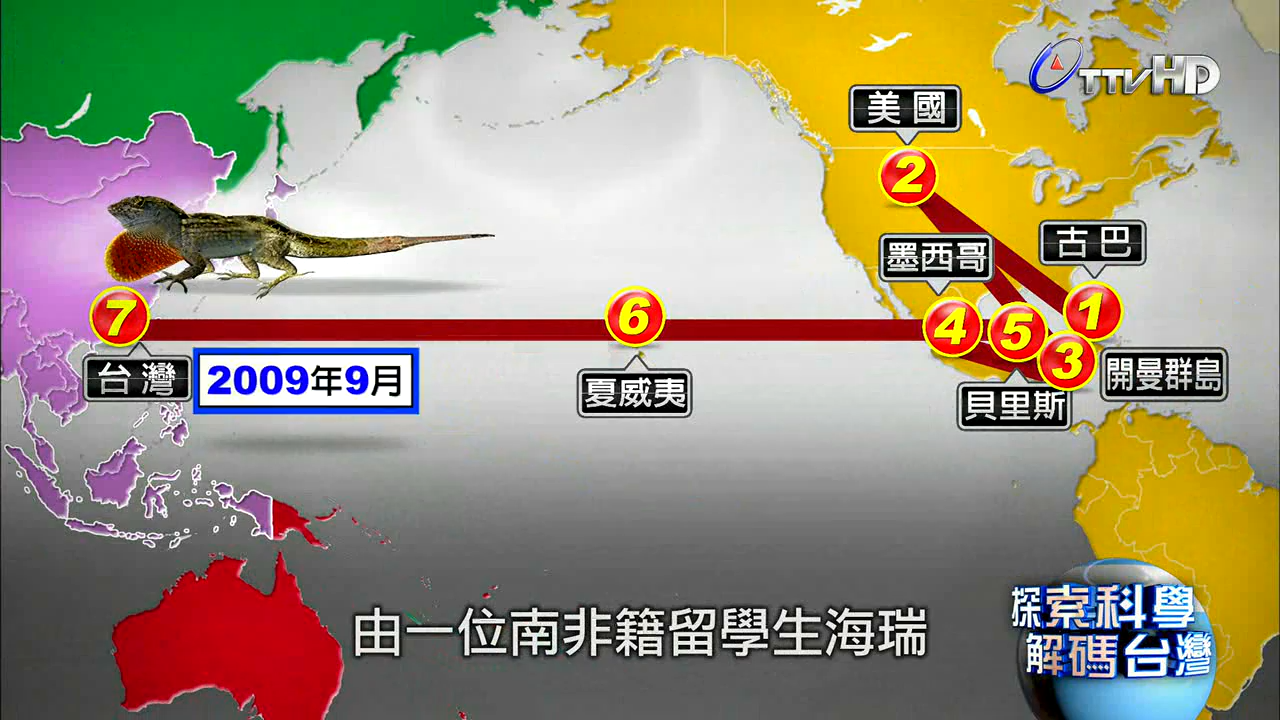 TTVHD
美國
2
古巴
墨西哥
1
4
5
3
6
7
開曼群島
台灣
2009年9月
夏威夷
貝里斯
探索科學
解碼台灣
由一位南非籍留學生海瑞